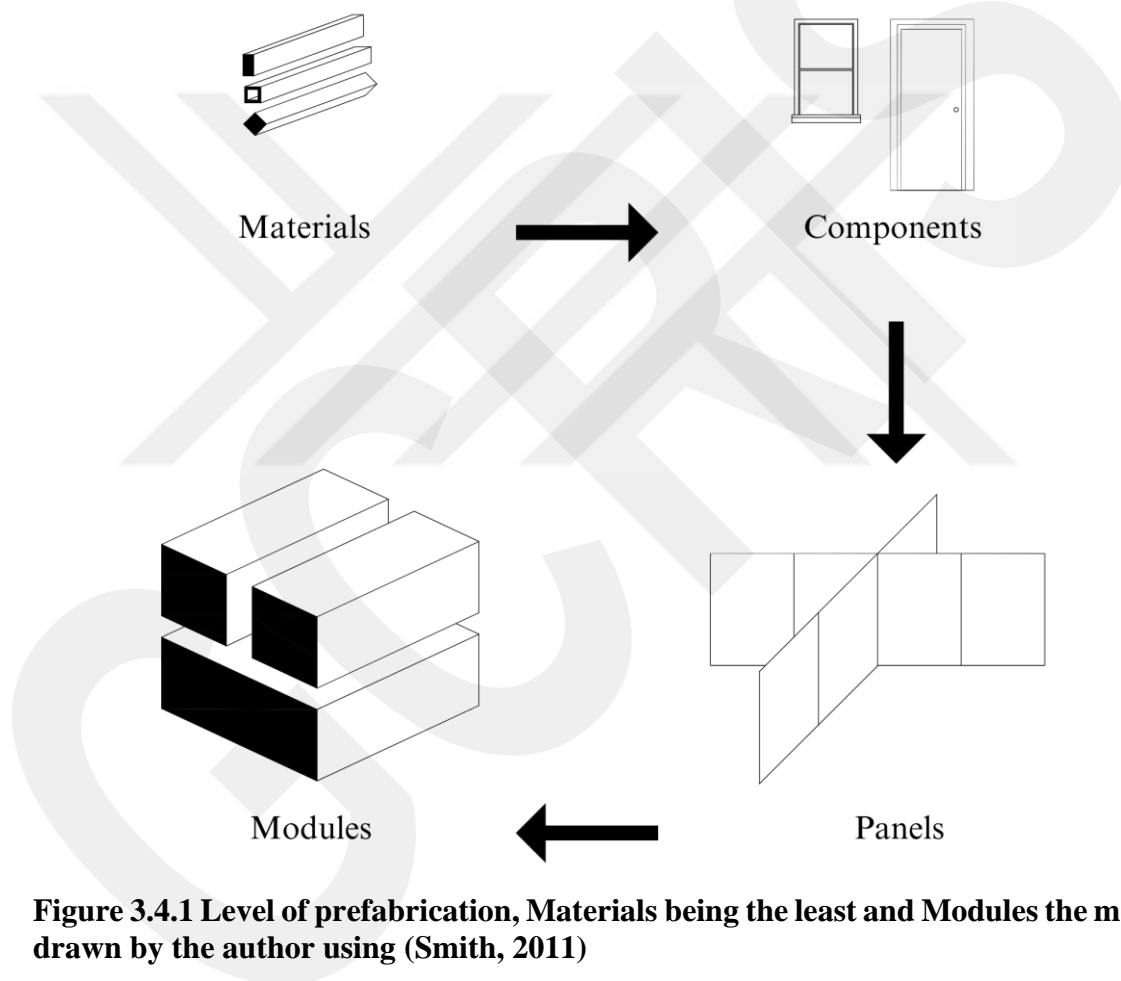 Materials
Components
Modules
Panels
Figure 3.4.1 Level of prefabrication, Materials being the least and Modules the
drawn by the author using (Smith, 2011)